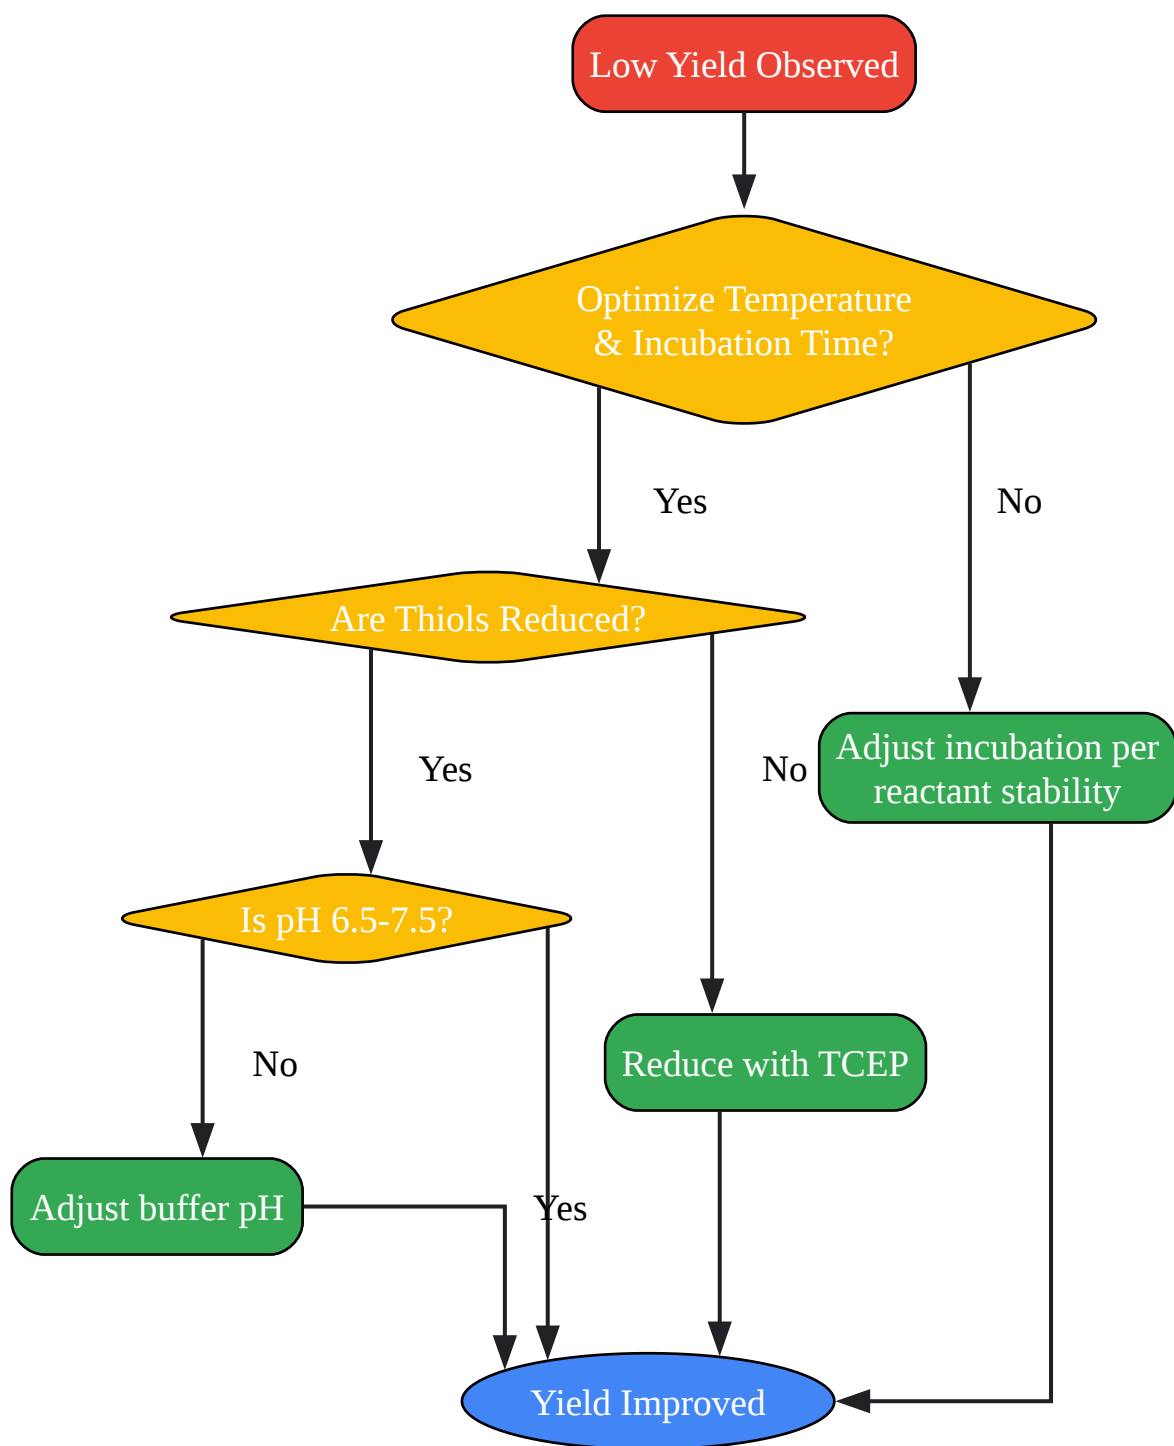 Low Yield Observed
Optimize Temperature
& Incubation Time?
Yes
No
Are Thiols Reduced?
Adjust incubation per
reactant stability
Yes
No
Is pH 6.5-7.5?
No
Reduce with TCEP
Adjust buffer pH
Yes
Yield Improved